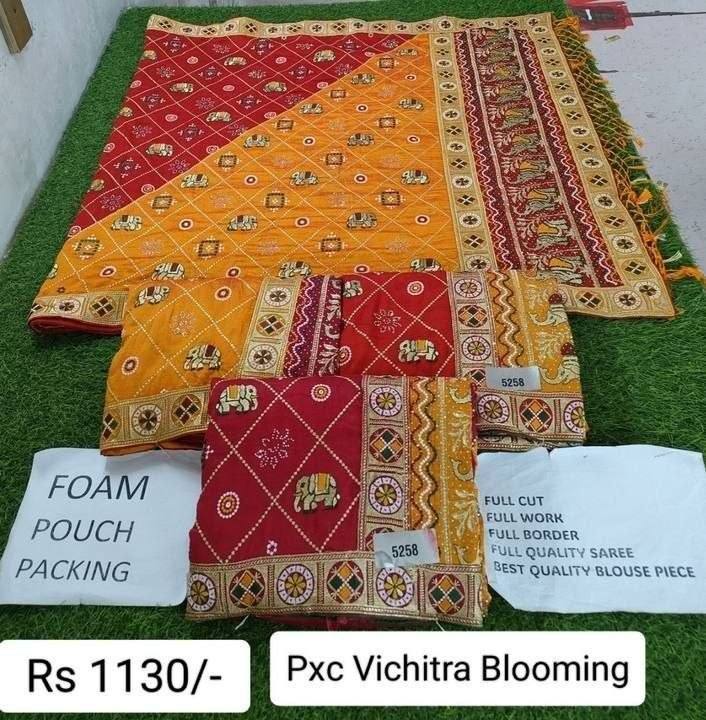 5258
5258
FOAM
POUCH
PACKING
FULL CUT
FULL WORK
FULL BORDER
FULL QUALITY SAREE
BEST QUALITY BLOUSE PIECE
Rs 1130/-
Pxc Vichitra Blooming